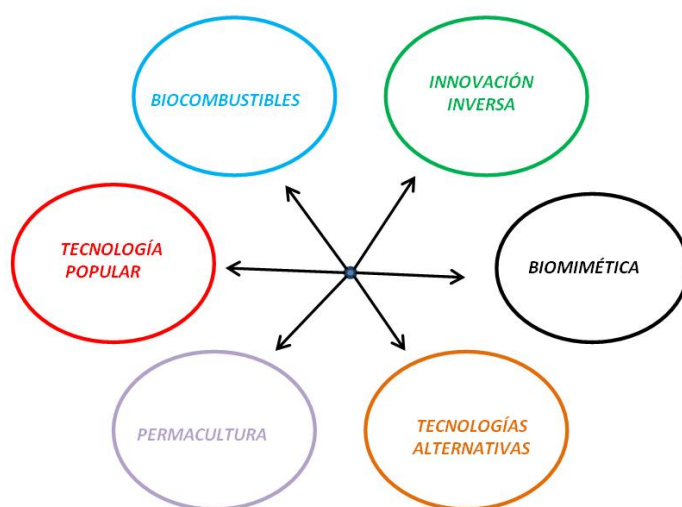 BIOCOMBUSTIBLES
INNOVACIÓN
INVERSA
TECNOLOGÍA
POPULAR
BIOMIMÉTICA
PERMACULTURA
TECNOLOGÍAS
ALTERNATIVAS